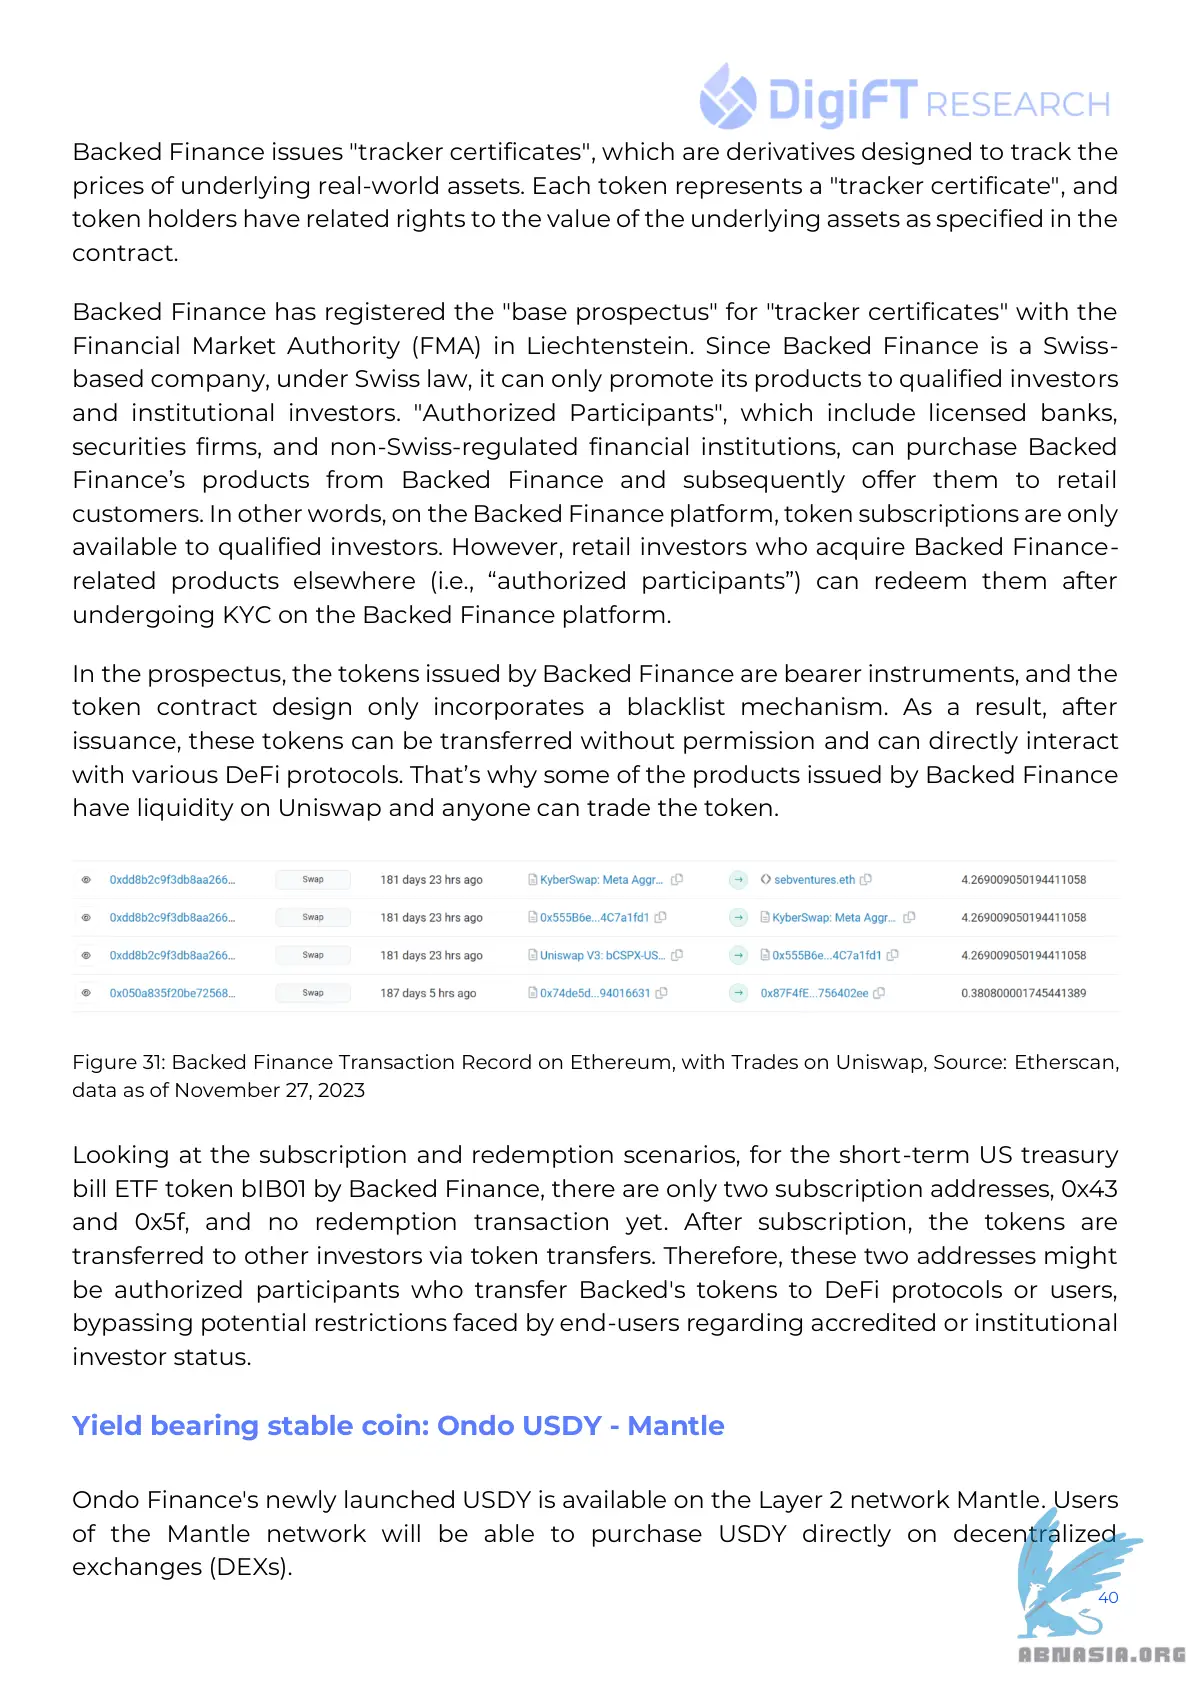 DigiFT RESEARCH
Backed Finance issues "tracker certificates", which are derivatives designed to track the
prices of underlying real-world assets. Each token represents a "tracker certificate", and
token holders have related rights to the value of the underlying assets as specified in the
contract.
Backed Finance has registered the "base prospectus" for "tracker certificates" with the
Financial Market Authority (FMA) in Liechtenstein. Since Backed Finance is a Swiss-
based company, under Swiss law, it can only promote its products to qualified investors
and institutional investors. "Authorized Participants", which include licensed banks,
securities firms, and non-Swiss-regulated financial institutions, can purchase Backed
Finance’s products from Backed Finance and subsequently offer them to retail
customers. In other words, on the Backed Finance platform, token subscriptions are only
available to qualified investors. However, retail investors who acquire Backed Finance-
related products elsewhere (i.e., “authorized participants”) can redeem them after
undergoing KYC on the Backed Finance platform.
In the prospectus, the tokens issued by Backed Finance are bearer instruments, and the
token contract design only incorporates a blacklist mechanism. As a result, after
issuance, these tokens can be transferred without permission and can directly interact
with various DeFi protocols. That’s why some of the products issued by Backed Finance
have liquidity on Uniswap and anyone can trade the token.
0xdd8b2c9f3db8aa266... Swap 181 days 23 hrs ago KyberSwap: Meta Aggr... sebventures.eth 4.269009050194411058
0xdd8b2c9f3db8aa266... Swap 181 days 23 hrs ago 0x555B6e...4C7a1fd1 KyberSwap: Meta Aggr... 4.269009050194411058
0xdd8b2c9f3db8aa266... Swap 181 days 23 hrs ago Uniswap V3: bCSPX-US... 0x555B6e...4C7a1fd1 4.269009050194411058
0x050a835f20be72568... Swap 187 days 5 hrs ago 0x74de5d...94016631 0x87F4fE...756402ee 0.380800001745441389
Figure 31: Backed Finance Transaction Record on Ethereum, with Trades on Uniswap, Source: Etherscan,
data as of November 27, 2023
Looking at the subscription and redemption scenarios, for the short-term US treasury
bill ETF token bIB01 by Backed Finance, there are only two subscription addresses, 0x43
and 0x5f, and no redemption transaction yet. After subscription, the tokens are
transferred to other investors via token transfers. Therefore, these two addresses might
be authorized participants who transfer Backed's tokens to DeFi protocols or users,
bypassing potential restrictions faced by end-users regarding accredited or institutional
investor status.
Yield bearing stable coin: Ondo USDY - Mantle
Ondo Finance's newly launched USDY is available on the Layer 2 network Mantle. Users
of the Mantle network will be able to purchase USDY directly on decentralized
exchanges (DEXs).
40
ABNASIA.ORG